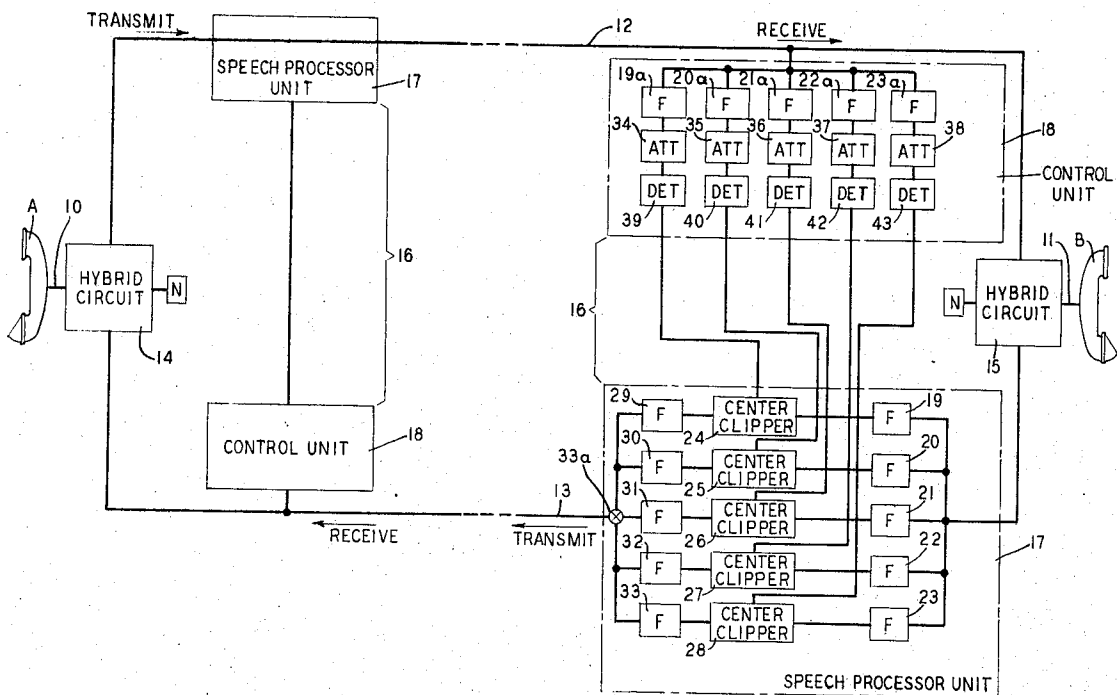 TRANSMIT
SPEECH PROCESSOR
UNIT
17
12
RECEIVE
19a 20a 21a 22a 23a
F F F F F
34 35 36 37 38
ATT ATT ATT ATT ATT
DET DET DET DET DET
39 40 41 42 43
18
CONTROL
UNIT
A
10
HYBRID
CIRCUIT
N
14
16
16
N
HYBRID
CIRCUIT
15
11
B
CONTROL UNIT
18
13
RECEIVE
TRANSMIT
33a
29 F CENTER CLIPPER 24 F 19
30 F CENTER CLIPPER 25 F 20
31 F CENTER CLIPPER 26 F 21
32 F CENTER CLIPPER 27 F 22
33 F CENTER CLIPPER 28 F 23
17
SPEECH PROCESSOR UNIT